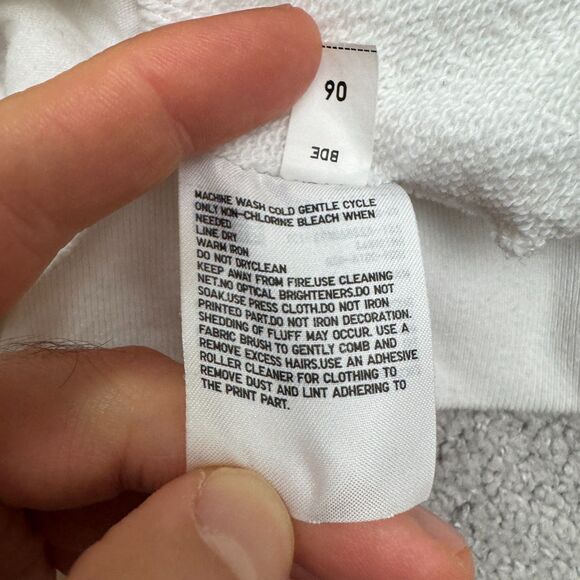 90
BDE
MACHINE WASH COLD GENTLE CYCLE
ONLY NON-CHLORINE BLEACH WHEN
NEEDED
LINE DRY
WARM IRON
DO NOT DRYCLEAN
KEEP AWAY FROM FIRE.USE CLEANING
NET.NO OPTICAL BRIGHTENERS.DO NOT
SOAK.USE PRESS CLOTH.DO NOT IRON
PRINTED PART.DO NOT IRON DECORATION.
SHEDDING OF FLUFF MAY OCCUR. USE A
FABRIC BRUSH TO GENTLY COMB AND
REMOVE EXCESS HAIRS.USE AN ADHESIVE
ROLLER CLEANER FOR CLOTHING TO
REMOVE DUST AND LINT ADHERING TO
THE PRINT PART.